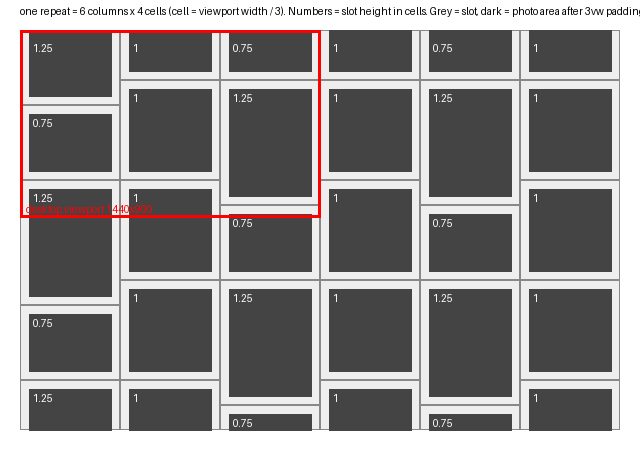 one repeat = 6 columns x 4 cells (cell = viewport width / 3). Numbers = slot height in cells. Grey = slot, dark = photo area after 3vw padding
1.25 1 0.75 1 0.75 1
1 1.25 1 1.25 1
0.75
1.25 1 1 1
desktop viewport 1440x900
0.75 0.75
1 1.25 1 1.25 1
0.75
1.25 1 1 1
0.75 0.75